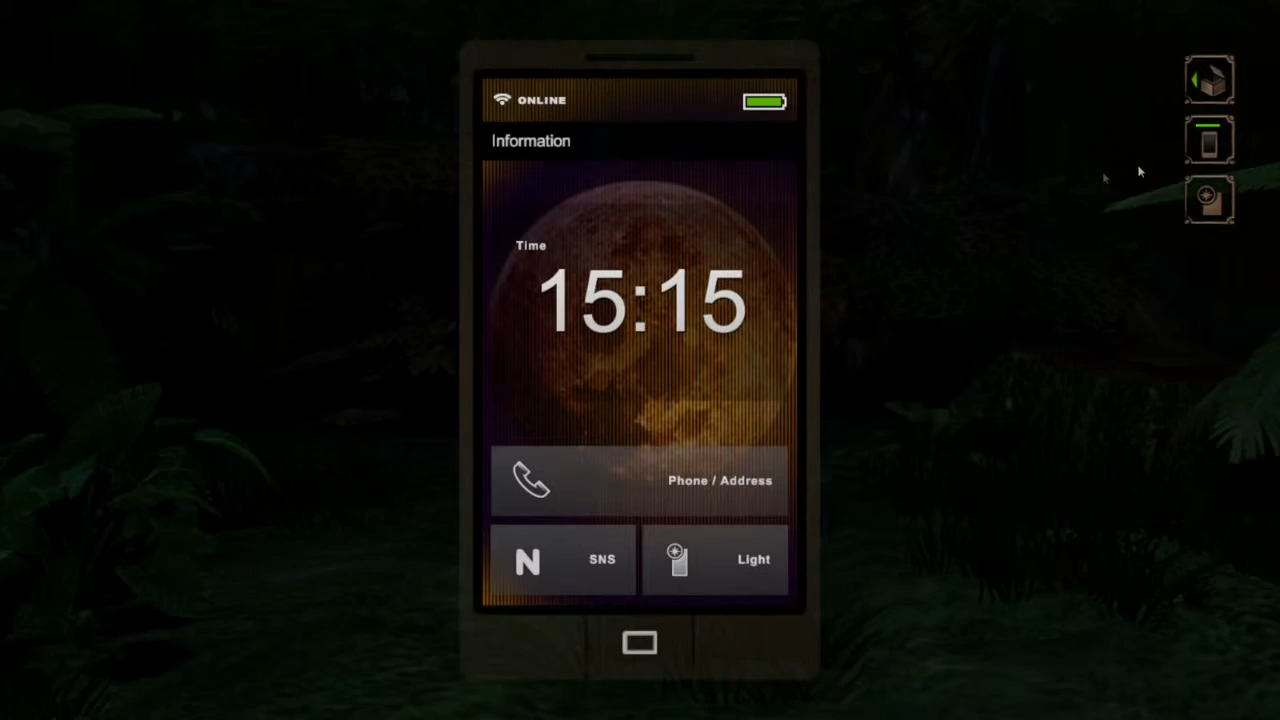 ONLINE
Information
Time
15:15
Phone / Address
N SNS
Light